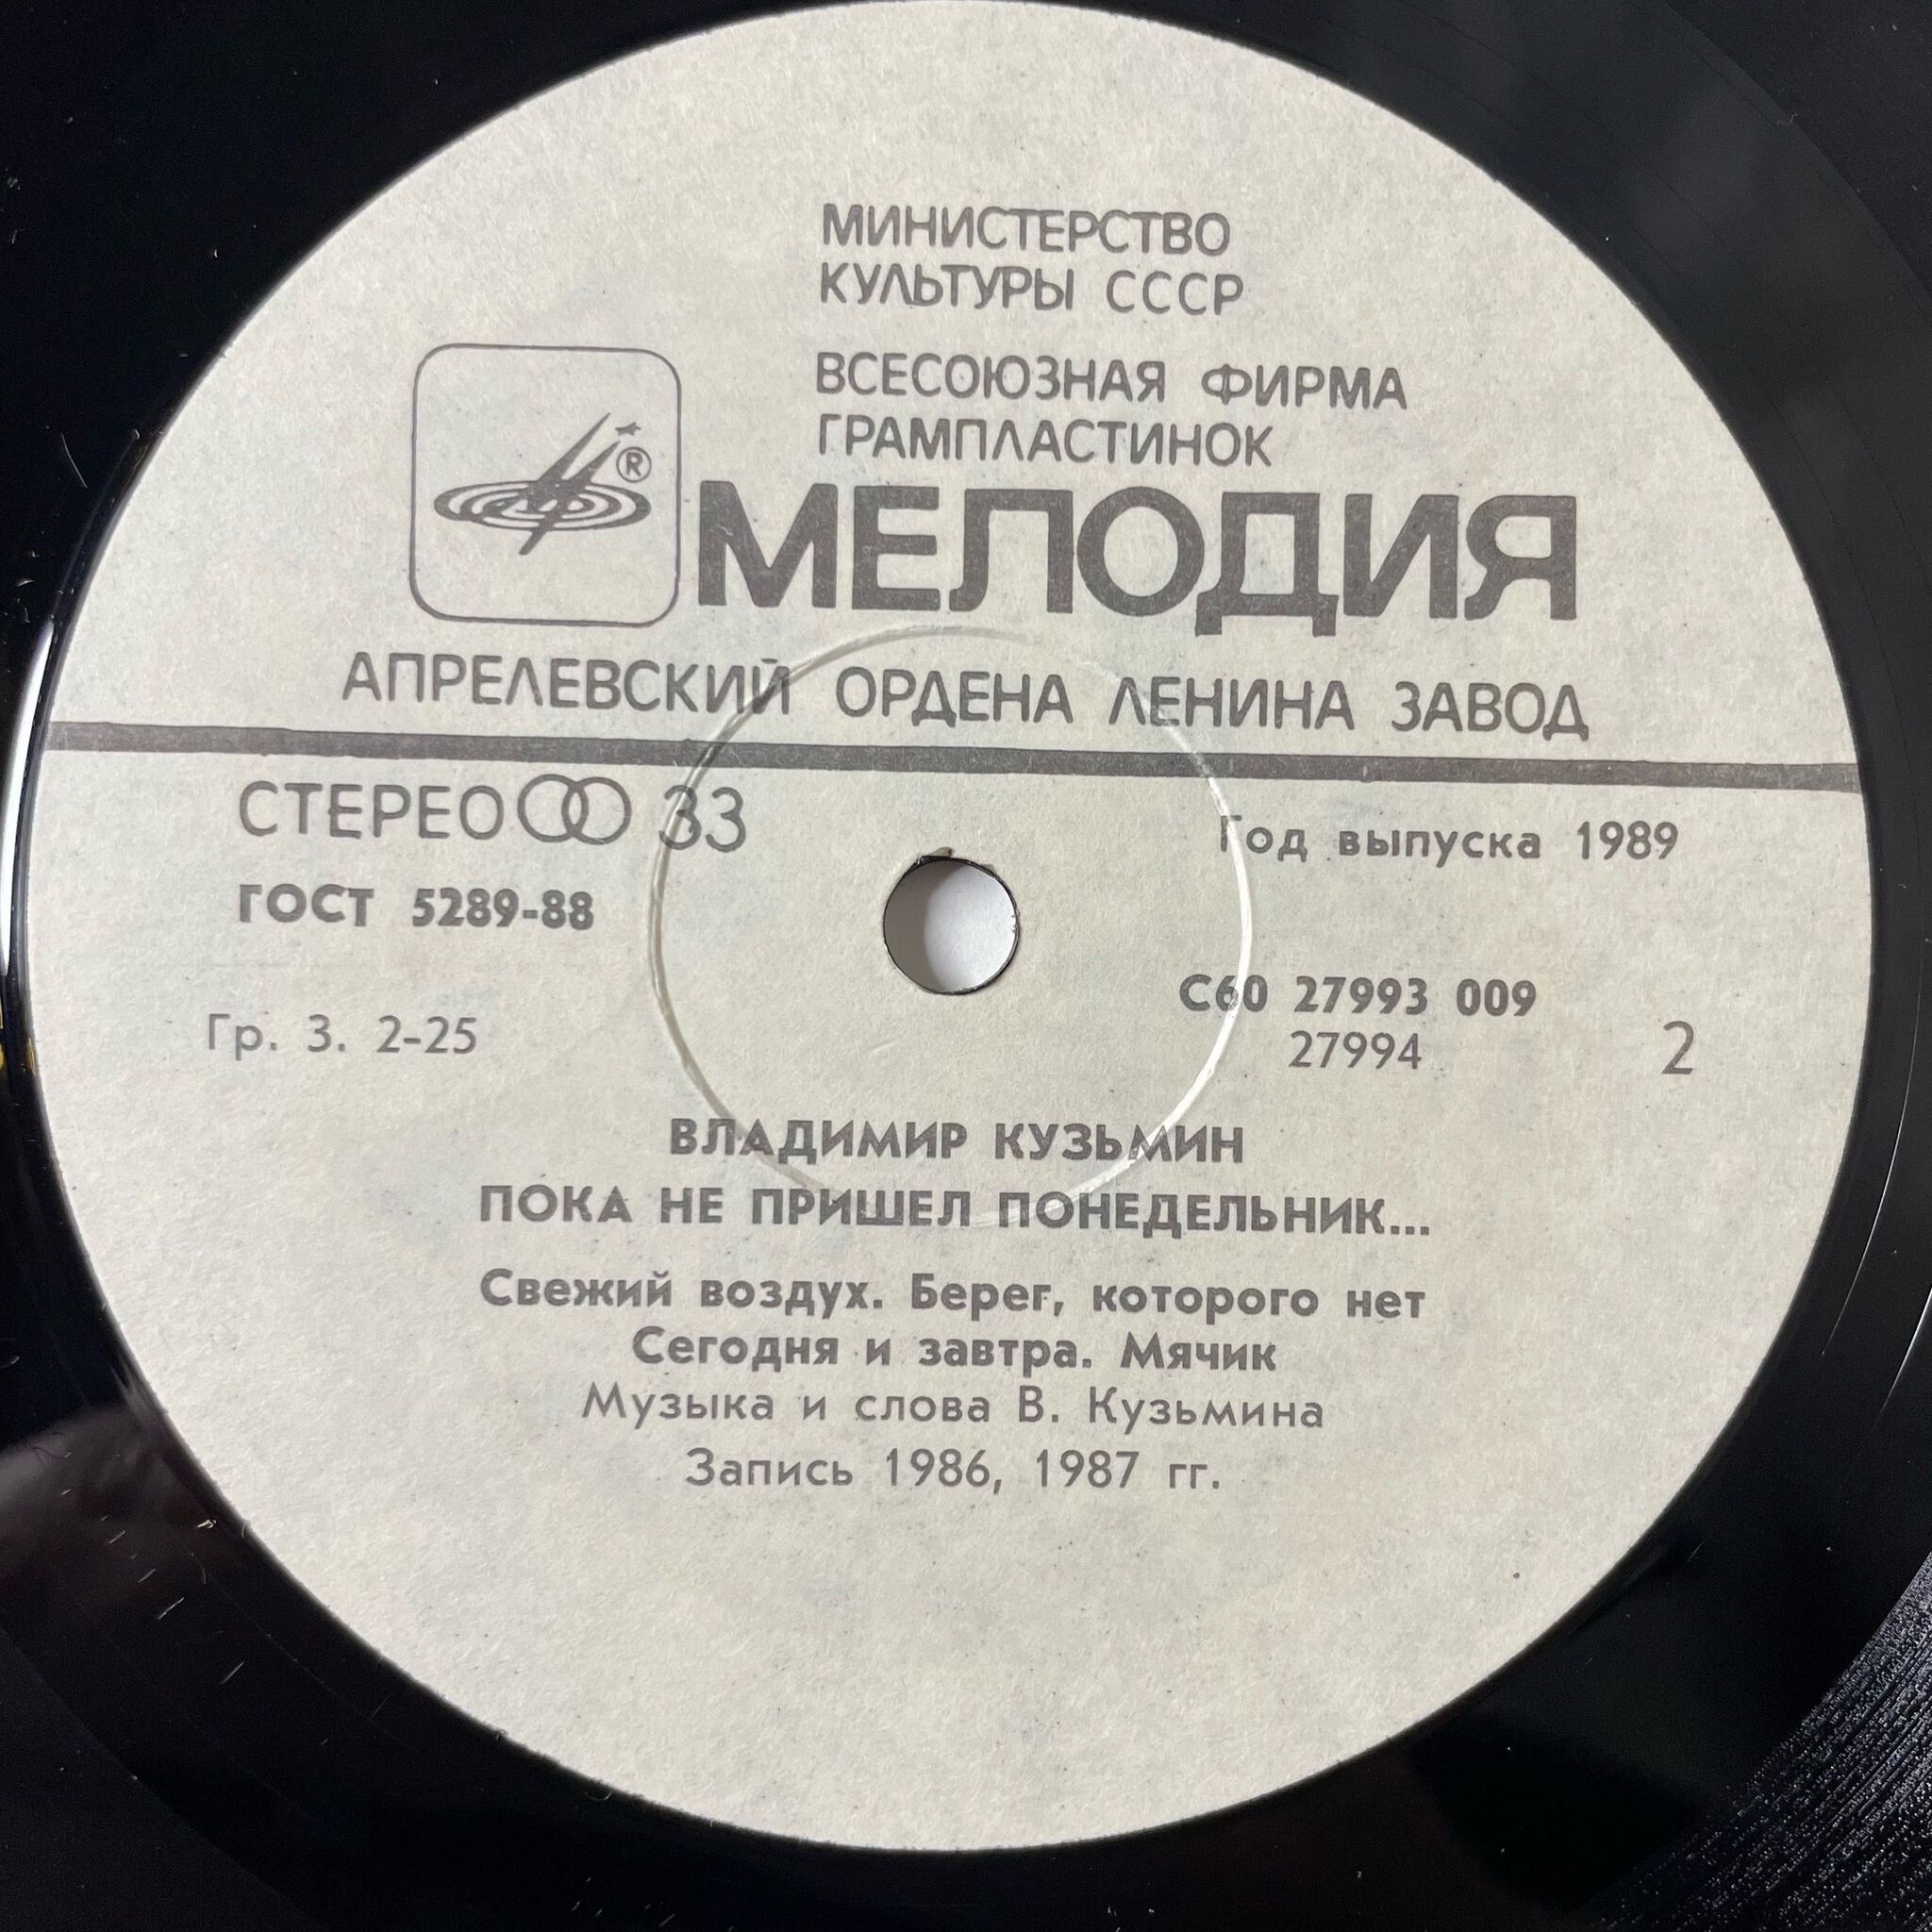 МИНИСТЕРСТВО
КУЛЬТУРЫ СССР
ВСЕСОЮЗНАЯ ФИРМА
ГРАМПЛАСТИНОК
®
МЕЛОДИЯ
АПРЕЛЕВСКИЙ ОРДЕНА ЛЕНИНА ЗАВОД
СТЕРЕО 33
Год выпуска 1989
ГОСТ 5289-88
С60 27993 009
Гр. 3. 2-25
27994
2
ВЛАДИМИР КУЗЬМИН
ПОКА НЕ ПРИШЕЛ ПОНЕДЕЛЬНИК...
Свежий воздух. Берег, которого нет
Сегодня и завтра. Мячик
Музыка и слова В. Кузьмина
Запись 1986, 1987 гг.